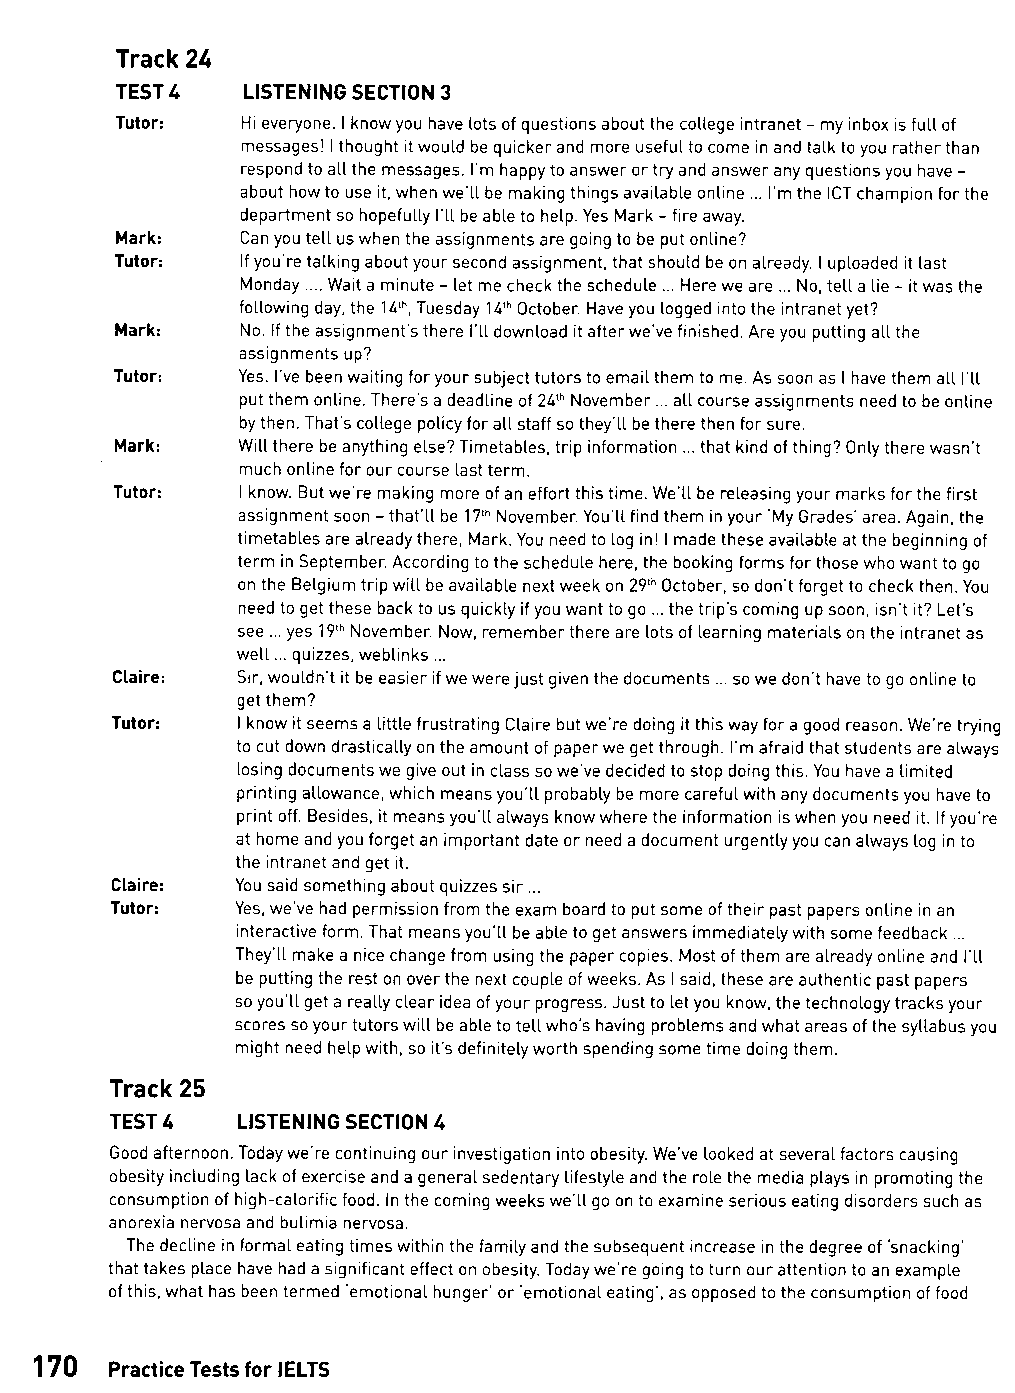 Track 24
TEST 4 LISTENING SECTION 3
Tutor: Hi everyone. I know you have lots of questions about the college intranet – my inbox is full of
messages! I thought it would be quicker and more useful to come in and talk to you rather than
respond to all the messages. I'm happy to answer or try and answer any questions you have –
about how to use it, when we'll be making things available online ... I'm the ICT champion for the
department so hopefully I'll be able to help. Yes Mark – fire away.
Mark: Can you tell us when the assignments are going to be put online?
Tutor: If you're talking about your second assignment, that should be on already. I uploaded it last
Monday .... Wait a minute – let me check the schedule ... Here we are ... No, tell a lie – it was the
following day, the 14th, Tuesday 14th October. Have you logged into the intranet yet?
Mark: No. If the assignment's there I'll download it after we've finished. Are you putting all the
assignments up?
Tutor: Yes. I've been waiting for your subject tutors to email them to me. As soon as I have them all I'll
put them online. There's a deadline of 24th November ... all course assignments need to be online
by then. That's college policy for all staff so they'll be there then for sure.
Mark: Will there be anything else? Timetables, trip information ... that kind of thing? Only there wasn't
much online for our course last term.
Tutor: I know. But we're making more of an effort this time. We'll be releasing your marks for the first
assignment soon – that'll be 17th November. You'll find them in your 'My Grades' area. Again, the
timetables are already there, Mark. You need to log in! I made these available at the beginning of
term in September. According to the schedule here, the booking forms for those who want to go
on the Belgium trip will be available next week on 29th October, so don't forget to check then. You
need to get these back to us quickly if you want to go ... the trip's coming up soon, isn't it? Let's
see ... yes 19th November. Now, remember there are lots of learning materials on the intranet as
well ... quizzes, weblinks ...
Claire: Sir, wouldn't it be easier if we were just given the documents ... so we don't have to go online to
get them?
Tutor: I know it seems a little frustrating Claire but we're doing it this way for a good reason. We're trying
to cut down drastically on the amount of paper we get through. I'm afraid that students are always
losing documents we give out in class so we've decided to stop doing this. You have a limited
printing allowance, which means you'll probably be more careful with any documents you have to
print off. Besides, it means you'll always know where the information is when you need it. If you're
at home and you forget an important date or need a document urgently you can always log in to
the intranet and get it.
Claire: You said something about quizzes sir ...
Tutor: Yes, we've had permission from the exam board to put some of their past papers online in an
interactive form. That means you'll be able to get answers immediately with some feedback ...
They'll make a nice change from using the paper copies. Most of them are already online and I'll
be putting the rest on over the next couple of weeks. As I said, these are authentic past papers
so you'll get a really clear idea of your progress. Just to let you know, the technology tracks your
scores so your tutors will be able to tell who's having problems and what areas of the syllabus you
might need help with, so it's definitely worth spending some time doing them.
Track 25
TEST 4 LISTENING SECTION 4
Good afternoon. Today we're continuing our investigation into obesity. We've looked at several factors causing
obesity including lack of exercise and a general sedentary lifestyle and the role the media plays in promoting the
consumption of high-calorific food. In the coming weeks we'll go on to examine serious eating disorders such as
anorexia nervosa and bulimia nervosa.
The decline in formal eating times within the family and the subsequent increase in the degree of 'snacking'
that takes place have had a significant effect on obesity. Today we're going to turn our attention to an example
of this, what has been termed 'emotional hunger' or 'emotional eating', as opposed to the consumption of food
170 Practice Tests for IELTS